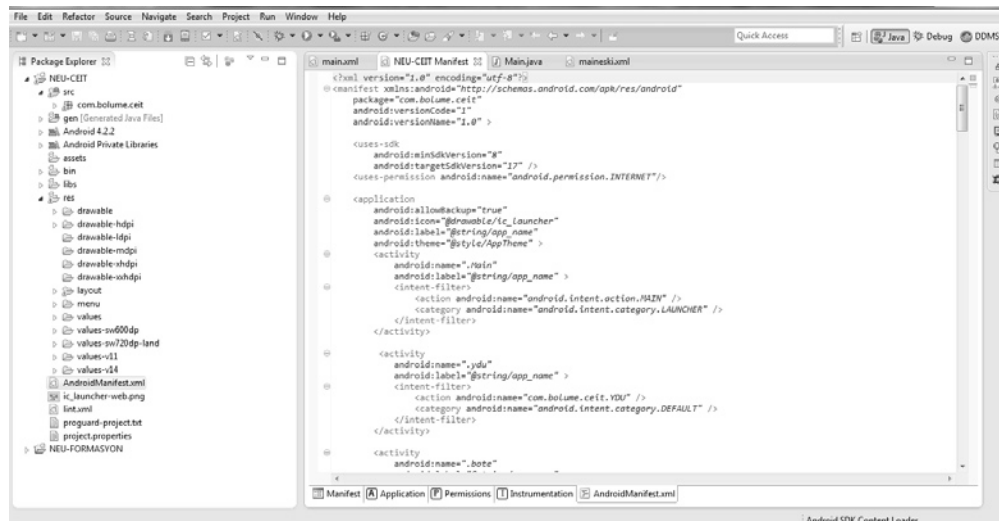 File Edit Refactor Source Navigate Search Project Run Window Help
Quick Access
Java Debug DDMS
Package Explorer
NEU-CEIT
src
com.bolume.ceit
gen [Generated Java Files]
Android 4.2.2
Android Private Libraries
assets
bin
libs
res
drawable
drawable-hdpi
drawable-ldpi
drawable-mdpi
drawable-xhdpi
drawable-xxhdpi
layout
menu
values
values-sw600dp
values-sw720dp-land
values-v11
values-v14
AndroidManifest.xml
ic_launcher-web.png
lint.xml
proguard-project.txt
project.properties
NEU-FORMASYON
main.xml NEU-CEIT Manifest Main.java maineski.xml
<?xml version="1.0" encoding="utf-8"?>
<manifest xmlns:android="http://schemas.android.com/apk/res/android"
package="com.bolume.ceit"
android:versionCode="1"
android:versionName="1.0" >
<uses-sdk
android:minSdkVersion="8"
android:targetSdkVersion="17" />
<uses-permission android:name="android.permission.INTERNET"/>
<application
android:allowBackup="true"
android:icon="@drawable/ic_launcher"
android:label="@string/app_name"
android:theme="@style/AppTheme" >
<activity
android:name=".Main"
android:label="@string/app_name" >
<intent-filter>
<action android:name="android.intent.action.MAIN" />
<category android:name="android.intent.category.LAUNCHER" />
</intent-filter>
</activity>
<activity
android:name=".ydu"
android:label="@string/app_name" >
<intent-filter>
<action android:name="com.bolume.ceit.YDU" />
<category android:name="android.intent.category.DEFAULT" />
</intent-filter>
</activity>
<activity
android:name=".bote"
Manifest Application Permissions Instrumentation AndroidManifest.xml
Android SDK Content Loader